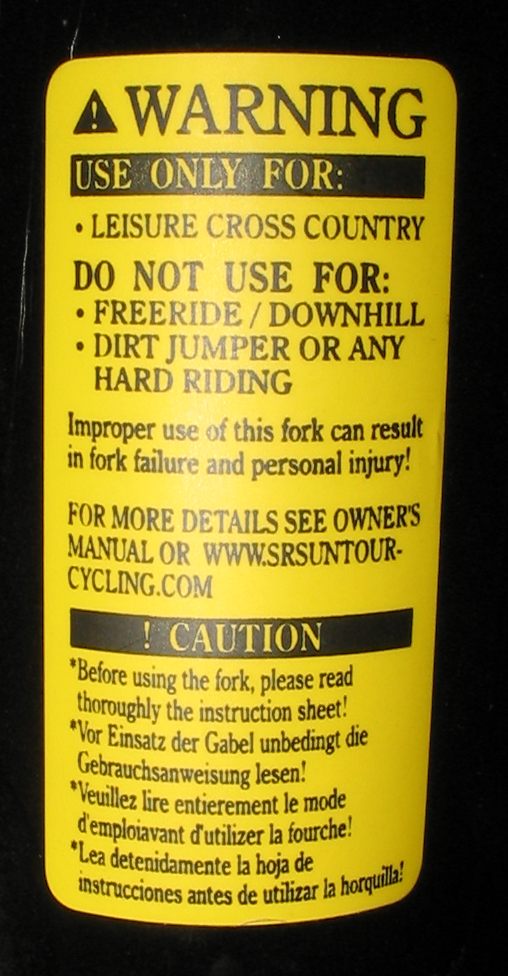 ! WARNING
USE ONLY FOR:
• LEISURE CROSS COUNTRY
DO NOT USE FOR:
• FREERIDE / DOWNHILL
• DIRT JUMPER OR ANY
HARD RIDING
Improper use of this fork can result
in fork failure and personal injury!
FOR MORE DETAILS SEE OWNER'S
MANUAL OR WWW.SRSUNTOUR-
CYCLING.COM
! CAUTION
*Before using the fork, please read
thoroughly the instruction sheet!
*Vor Einsatz der Gabel unbedingt die
Gebrauchsanweisung lesen!
*Veuillez lire entierement le mode
d'emploiavant d'utilizer la fourche!
*Lea detenidamente la hoja de
instrucciones antes de utilizar la horquilla!